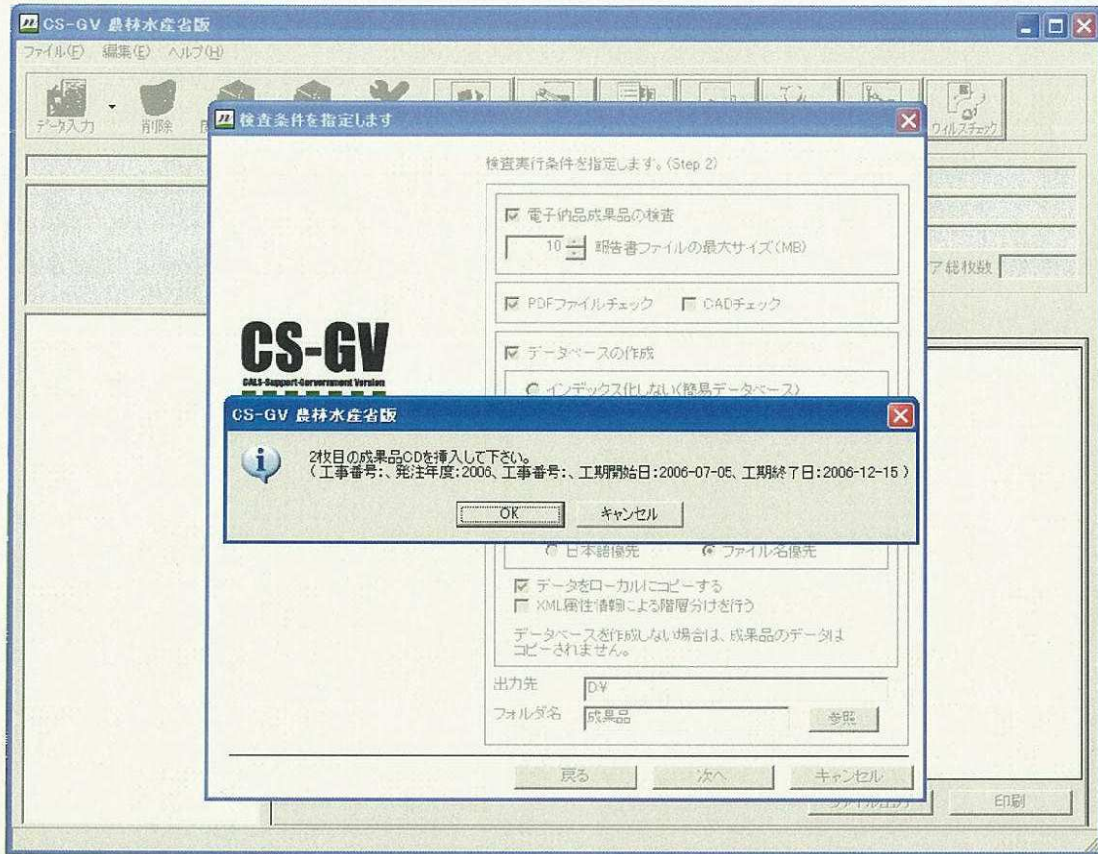 CS-GV 農林水産省版
ファイル(F) 編集(E) ヘルプ(H)
データ入力
削除
ウイルスチェック
検査条件を指定します
検査実行条件を指定します。(Step 2)
電子納品成果品の検査
10 報告書ファイルの最大サイズ(MB)
ア総枚数
PDFファイルチェック CADチェック
CS-GV
CALS-Support-Gorvernment Version
データベースの作成
インデックス化しない(簡易データベース)
CS-GV 農林水産省版
2枚目の成果品CDを挿入して下さい。
(工事番号:、発注年度:2006、工事番号:、工期開始日:2006-07-05、工期終了日:2006-12-15)
OK キャンセル
日本語優先 ファイル名優先
データをローカルにコピーする
XML属性情報による階層分けを行う
データベースを作成しない場合は、成果品のデータは
コピーされません。
出力先 D:¥
フォルダ名 成果品 参照
戻る 次へ キャンセル
ファイル出力 印刷